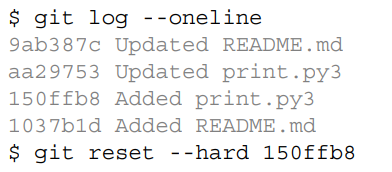 $ git log --oneline
9ab387c Updated README.md
aa29753 Updated print.py3
150ffb8 Added print.py3
1037b1d Added README.md
$ git reset --hard 150ffb8